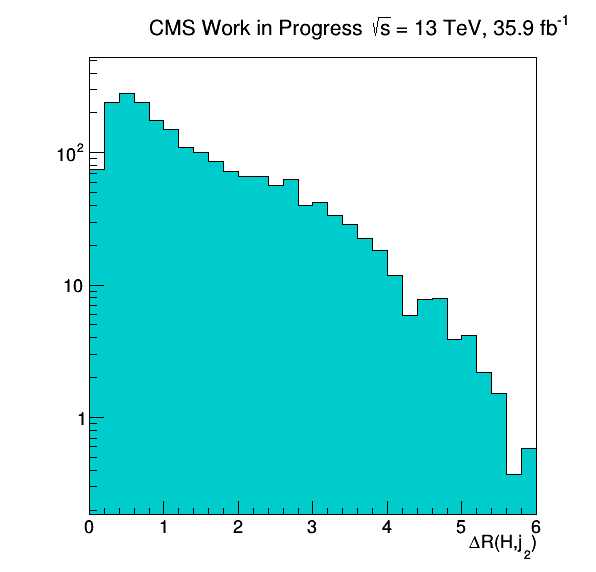 CMS Work in Progress √s = 13 TeV, 35.9 fb⁻¹
10²
10
1
0 1 2 3 4 5 6
ΔR(H,j₂)